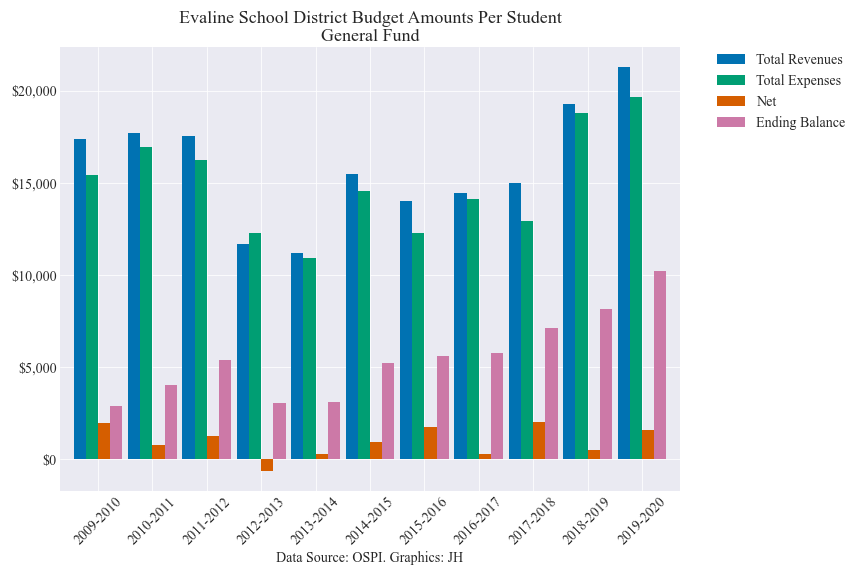 Evaline School District Budget Amounts Per Student
General Fund
Total Revenues
Total Expenses
Net
Ending Balance
$20,000
$15,000
$10,000
$5,000
$0
2009-2010
2010-2011
2011-2012
2012-2013
2013-2014
2014-2015
2015-2016
2016-2017
2017-2018
2018-2019
2019-2020
Data Source: OSPI. Graphics: JH